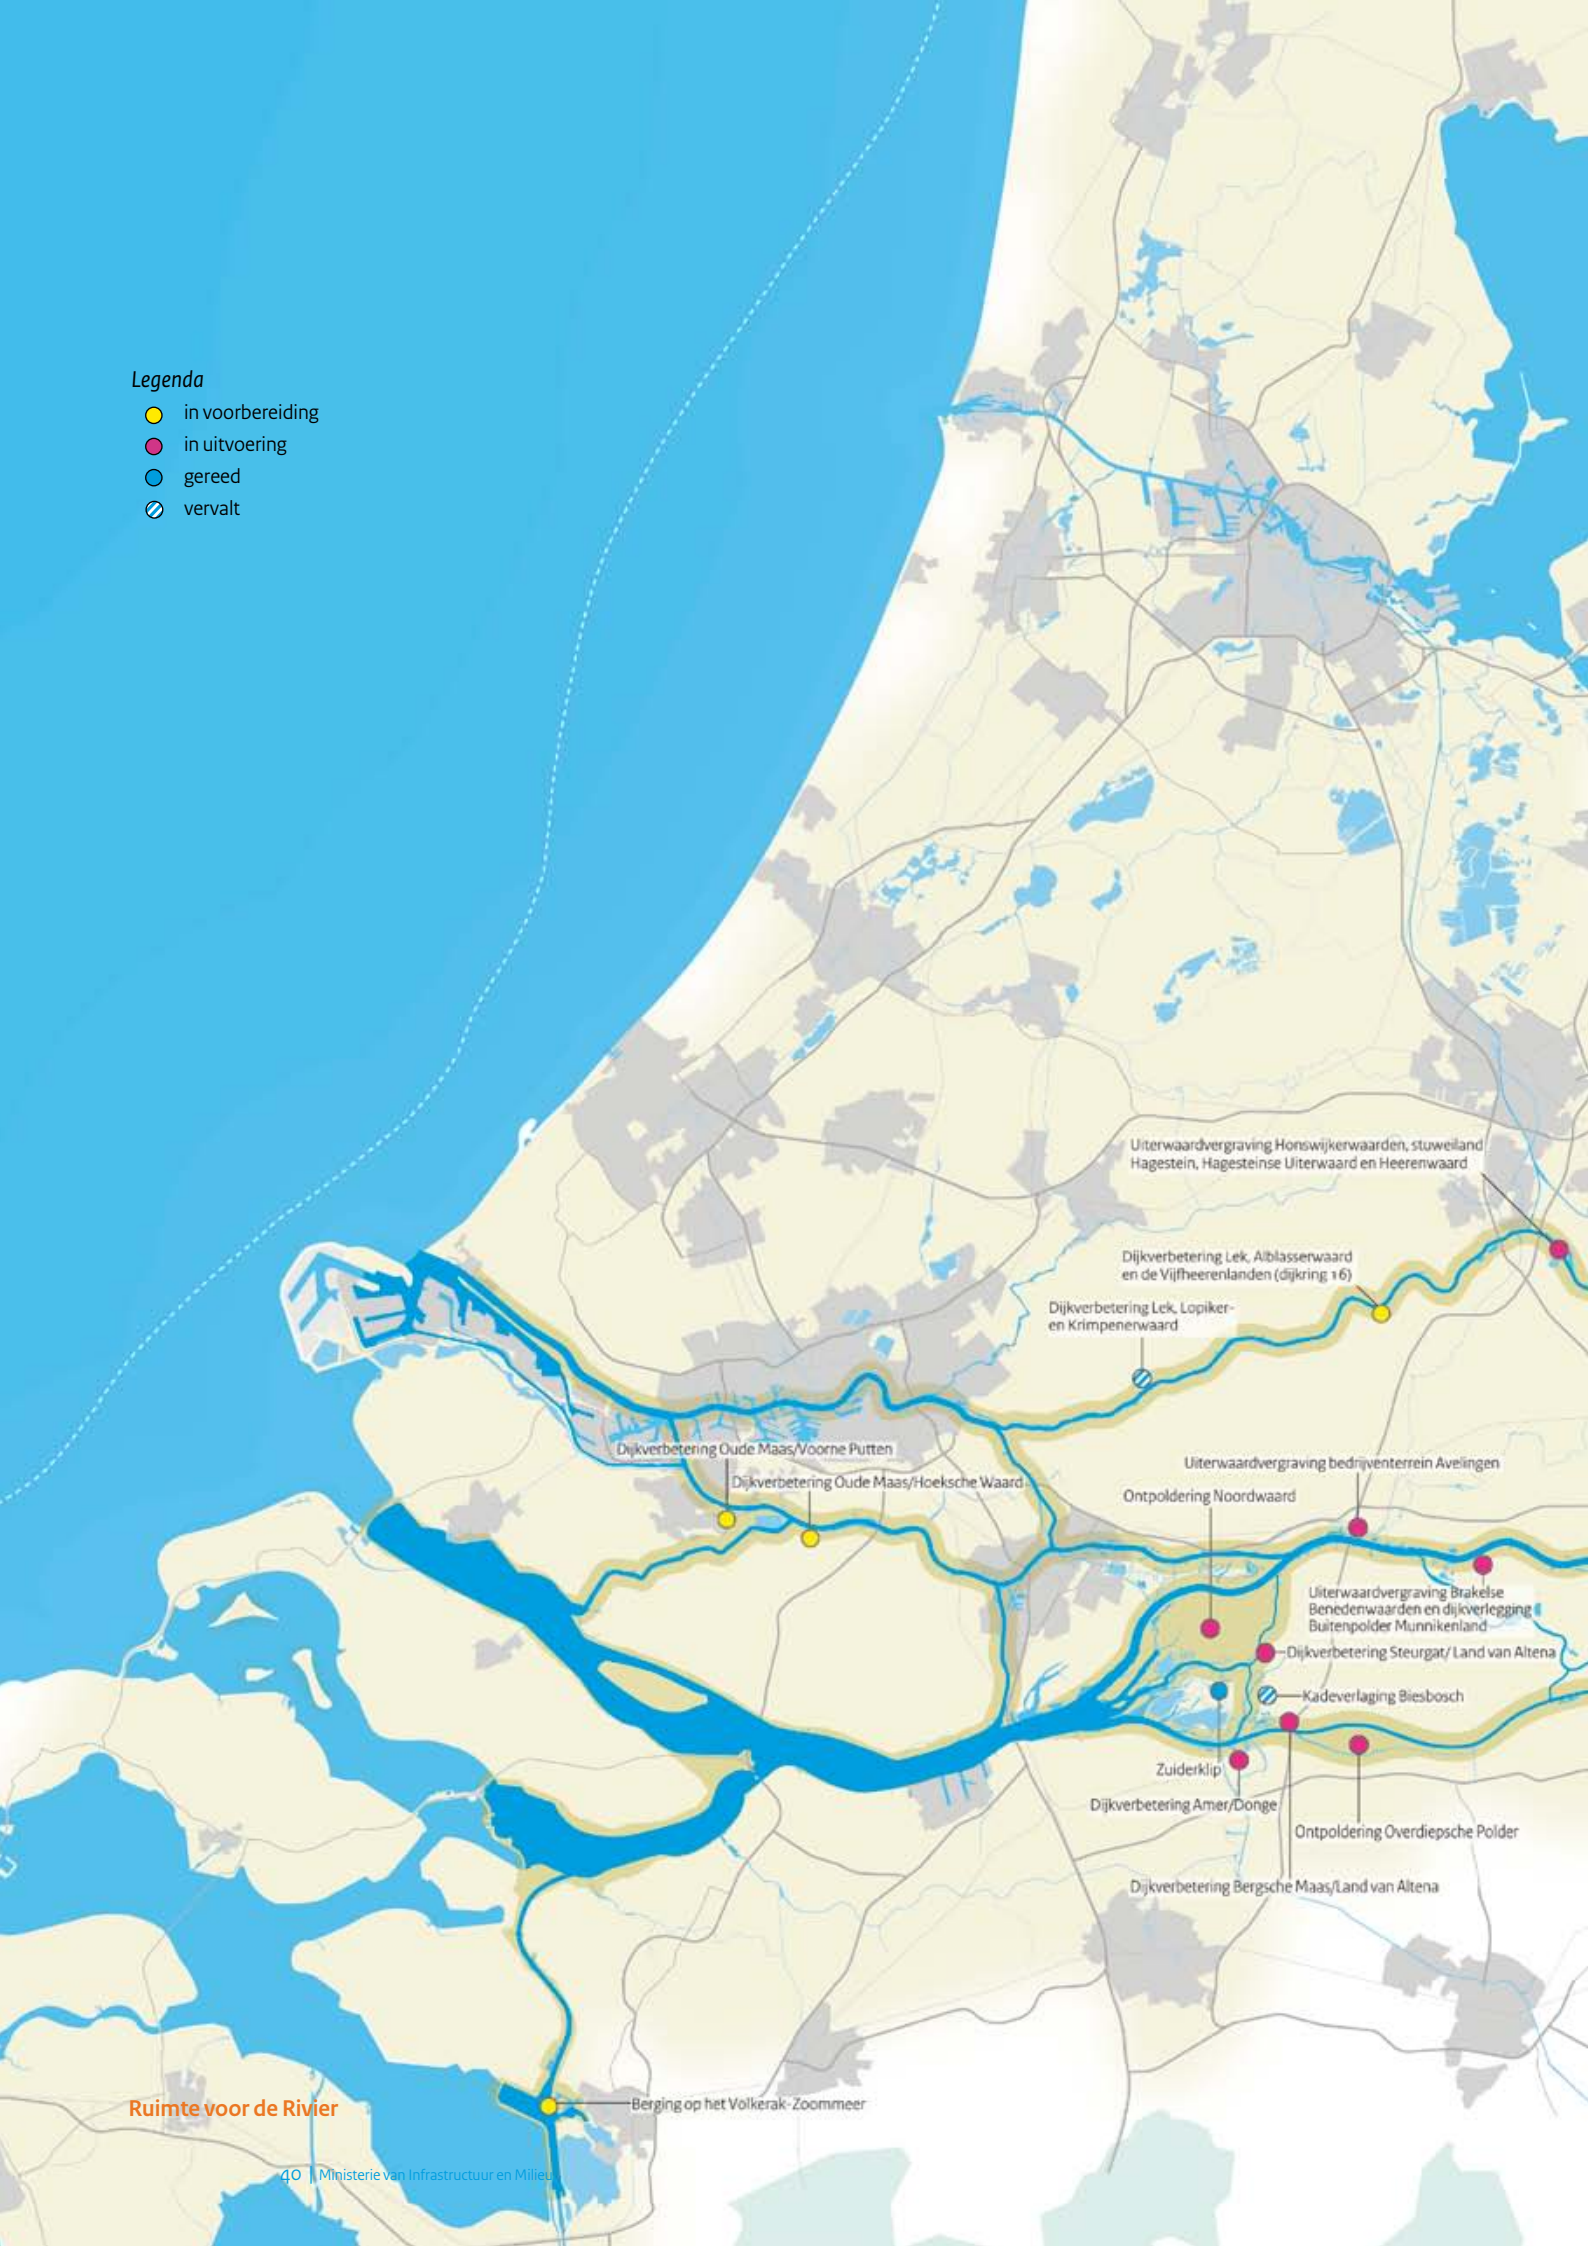 Legenda
in voorbereiding
in uitvoering
gereed
vervalt
Uiterwaardvergraving Honswijkerwaarden, stuweiland
Hagestein, Hagesteinse Uiterwaard en Heerenwaard
Dijkverbetering Lek, Alblasserwaard
en de Vijfheerenlanden (dijkring 16)
Dijkverbetering Lek, Lopiker-
en Krimpenerwaard
Dijkverbetering Oude Maas/Voorne Putten
Dijkverbetering Oude Maas/Hoeksche Waard
Uiterwaardvergraving bedrijventerrein Avelingen
Ontpoldering Noordwaard
Uiterwaardvergraving Brakelse
Benedenwaarden en dijkverlegging
Buitenpolder Munnikenland
Dijkverbetering Steurgat/ Land van Altena
Kadeverlaging Biesbosch
Zuiderklip
Dijkverbetering Amer/Donge
Ontpoldering Overdiepsche Polder
Dijkverbetering Bergsche Maas/Land van Altena
Berging op het Volkerak-Zoommeer
Ruimte voor de Rivier
40 | Ministerie van Infrastructuur en Milieu